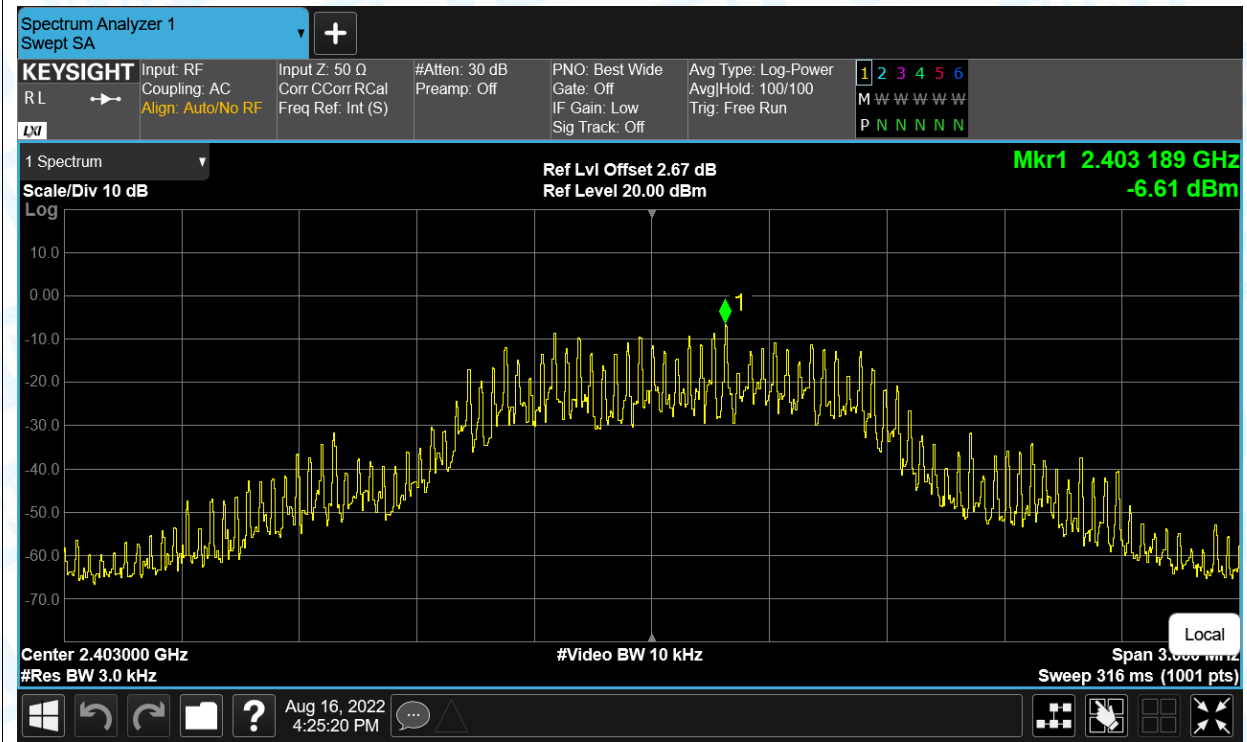 Spectrum Analyzer 1
Swept SA
KEYSIGHT
R L
LXI
Input: RF
Coupling: AC
Align: Auto/No RF
Input Z: 50 Ω
Corr CCorr RCal
Freq Ref: Int (S)
#Atten: 30 dB
Preamp: Off
PNO: Best Wide
Gate: Off
IF Gain: Low
Sig Track: Off
Avg Type: Log-Power
Avg|Hold: 100/100
Trig: Free Run
1 2 3 4 5 6
M W W W W W
P N N N N N
1 Spectrum
Scale/Div 10 dB
Log
Ref Lvl Offset 2.67 dB
Ref Level 20.00 dBm
Mkr1 2.403 189 GHz
-6.61 dBm
10.0
0.00
-10.0
-20.0
-30.0
-40.0
-50.0
-60.0
-70.0
1
Local
Center 2.403000 GHz
#Res BW 3.0 kHz
#Video BW 10 kHz
Span 3.000 MHz
Sweep 316 ms (1001 pts)
?
Aug 16, 2022
4:25:20 PM